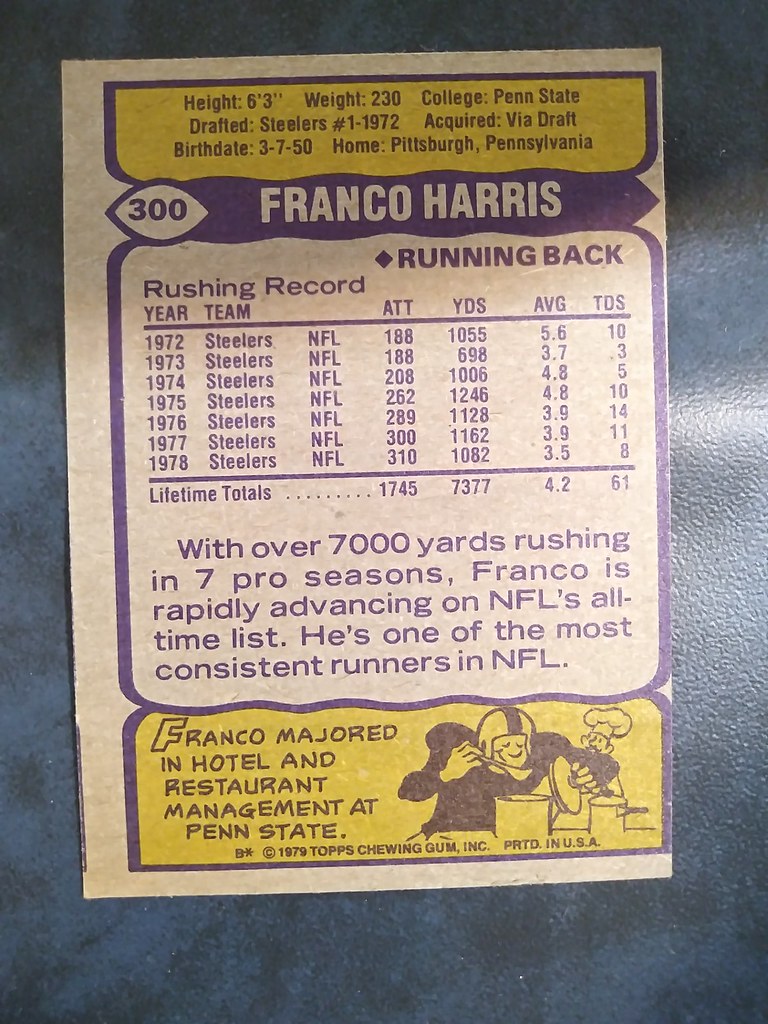 Height: 6'3" Weight: 230 College: Penn State
Drafted: Steelers #1-1972 Acquired: Via Draft
Birthdate: 3-7-50 Home: Pittsburgh, Pennsylvania
300 FRANCO HARRIS
◆RUNNING BACK
Rushing Record
YEAR TEAM ATT YDS AVG TDS
1972 Steelers NFL 188 1055 5.6 10
1973 Steelers NFL 188 698 3.7 3
1974 Steelers NFL 208 1006 4.8 5
1975 Steelers NFL 262 1246 4.8 10
1976 Steelers NFL 289 1128 3.9 14
1977 Steelers NFL 300 1162 3.9 11
1978 Steelers NFL 310 1082 3.5 8
Lifetime Totals ......... 1745 7377 4.2 61
With over 7000 yards rushing
in 7 pro seasons, Franco is
rapidly advancing on NFL's all-
time list. He's one of the most
consistent runners in NFL.
FRANCO MAJORED
IN HOTEL AND
RESTAURANT
MANAGEMENT AT
PENN STATE.
B* © 1979 TOPPS CHEWING GUM, INC. PRTD. IN U.S.A.